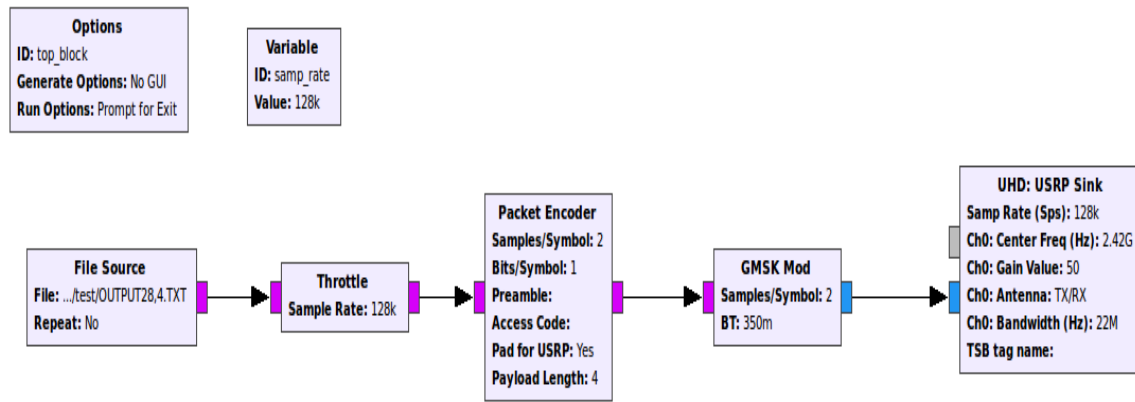 Options
ID: top_block
Generate Options: No GUI
Run Options: Prompt for Exit
Variable
ID: samp_rate
Value: 128k
File Source
File: .../test/OUTPUT28,4.TXT
Repeat: No
Throttle
Sample Rate: 128k
Packet Encoder
Samples/Symbol: 2
Bits/Symbol: 1
Preamble:
Access Code:
Pad for USRP: Yes
Payload Length: 4
GMSK Mod
Samples/Symbol: 2
BT: 350m
UHD: USRP Sink
Samp Rate (Sps): 128k
Ch0: Center Freq (Hz): 2.42G
Ch0: Gain Value: 50
Ch0: Antenna: TX/RX
Ch0: Bandwidth (Hz): 22M
TSB tag name: